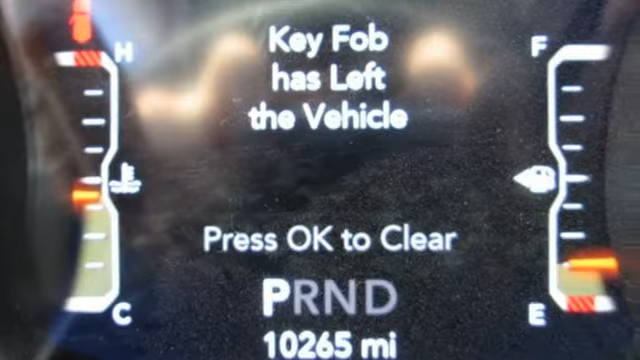 Key Fob
has Left
the Vehicle
H
F
Press OK to Clear
PRND
C
E
10265 mi